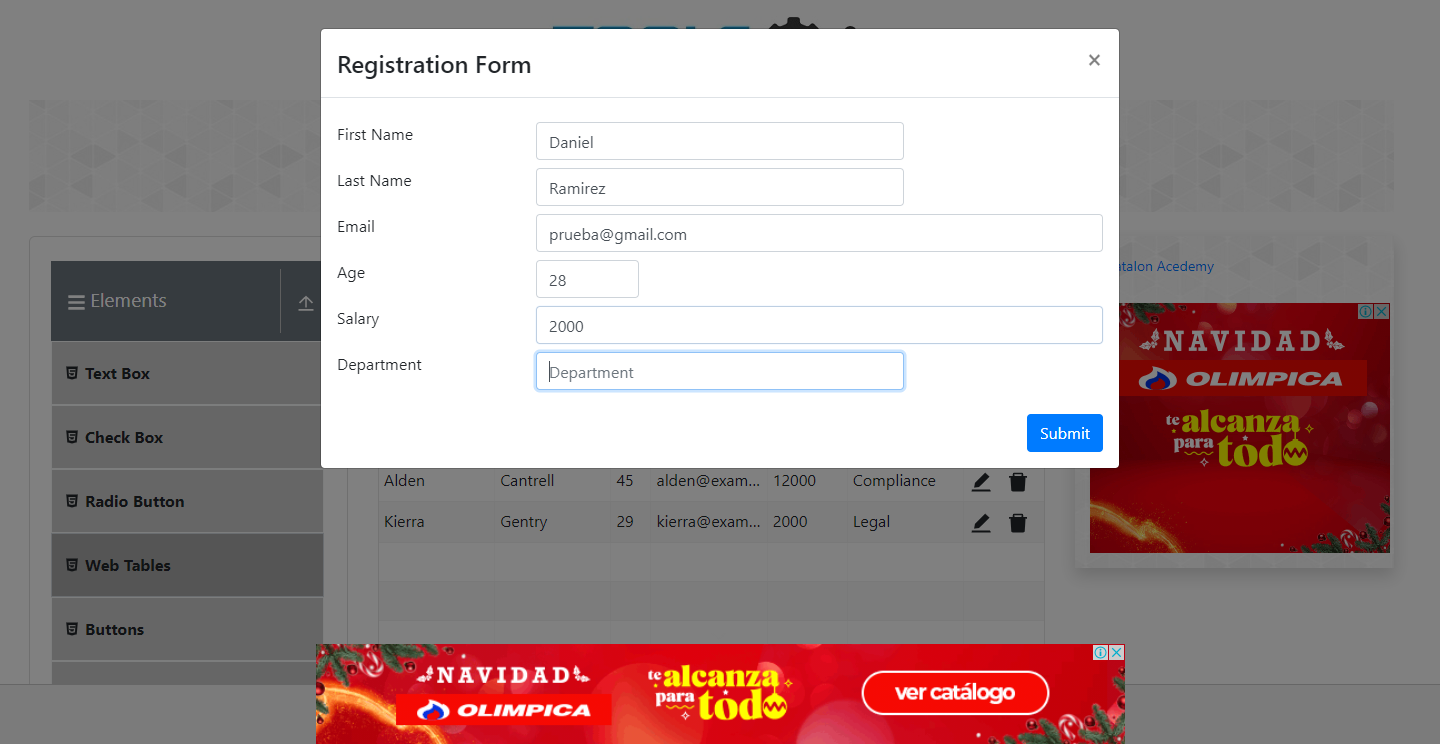 Registration Form
×
First Name
Daniel
Last Name
Ramirez
Email
prueba@gmail.com
Age
28
Salary
2000
Department
Department
Submit
Elements
Text Box
Check Box
Radio Button
Web Tables
Buttons
Alden Cantrell 45 alden@exam... 12000 Compliance
Kierra Gentry 29 kierra@exam... 2000 Legal
talon Acedemy
NAVIDAD
OLIMPICA
te alcanza
para todo
NAVIDAD
OLIMPICA
te alcanza
para todo
ver catálogo